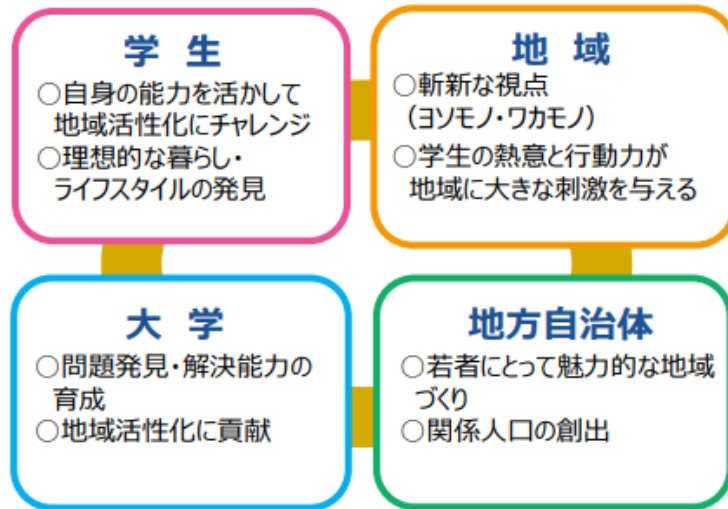 学 生
○自身の能力を活かして
地域活性化にチャレンジ
○理想的な暮らし・
ライフスタイルの発見
地 域
○斬新な視点
（ヨソモノ・ワカモノ）
○学生の熱意と行動力が
地域に大きな刺激を与える
大 学
○問題発見・解決能力の
育成
○地域活性化に貢献
地方自治体
○若者にとって魅力的な地域
づくり
○関係人口の創出